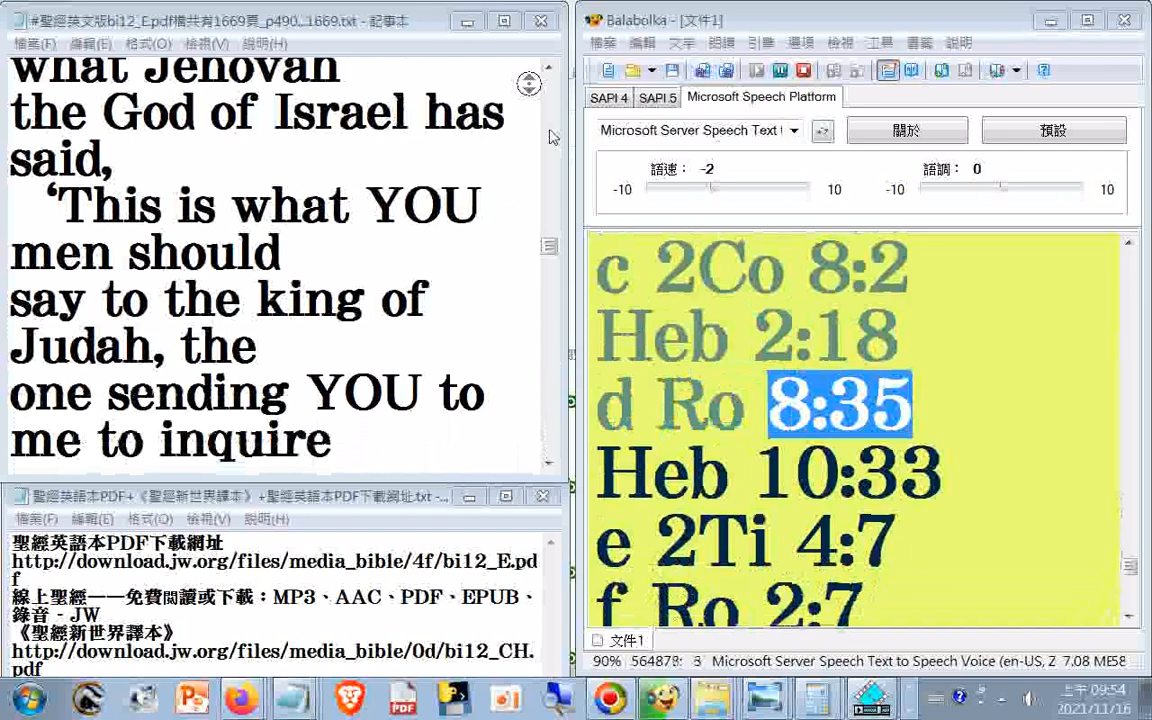 #聖經英文版bi12_E.pdf檔共有1669頁_p490...1669.txt - 記事本
檔案(F) 編輯(E) 格式(O) 檢視(V) 說明(H)
what Jehovah
the God of Israel has
said,
‘This is what YOU
men should
say to the king of
Judah, the
one sending YOU to
me to inquire
聖經英語本PDF+《聖經新世界譯本》+聖經英語本PDF下載網址.txt -...
檔案(F) 編輯(E) 格式(O) 檢視(V) 說明(H)
聖經英語本PDF下載網址
http://download.jw.org/files/media_bible/4f/bi12_E.pd
f
線上聖經——免費閱讀或下載：MP3、AAC、PDF、EPUB、
錄音 - JW
《聖經新世界譯本》
http://download.jw.org/files/media_bible/0d/bi12_CH.
pdf
Balabolka - [文件1]
檔案 編輯 文字 朗讀 引擎 選項 檢視 工具 書籤 說明
SAPI 4 SAPI 5 Microsoft Speech Platform
Microsoft Server Speech Text 關於 預設
語速： -2 語調： 0
-10 10 -10 10
c 2Co 8:2
Heb 2:18
d Ro 8:35
Heb 10:33
e 2Ti 4:7
f Ro 2:7
文件1
90% Microsoft Server Speech Text to Speech Voice (en-US, Z 7.08 ME
上午 09:54
2021/11/16